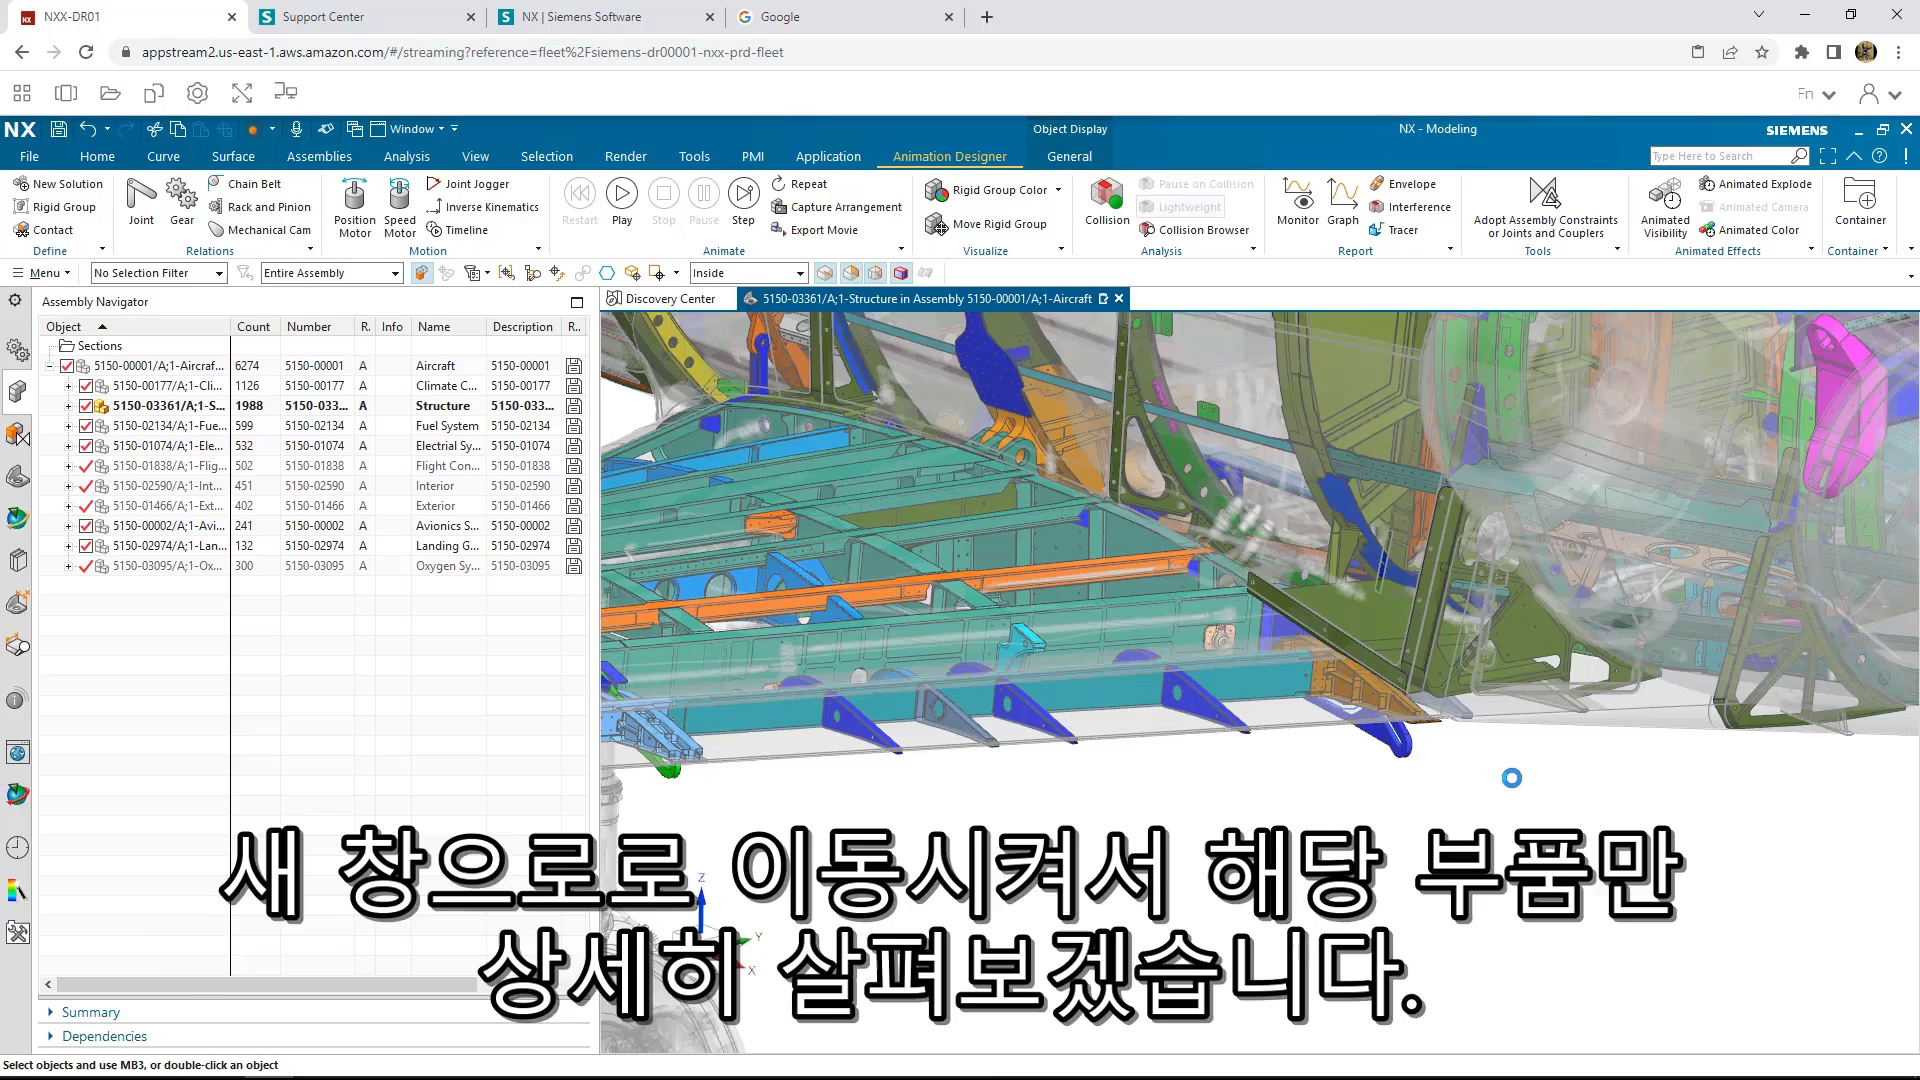 NXX-DR01
Support Center
NX | Siemens Software
Google
appstream2.us-east-1.aws.amazon.com/#/streaming?reference=fleet%2Fsiemens-dr00001-nxx-prd-fleet
Fn
NX Window Object Display NX - Modeling SIEMENS
File Home Curve Surface Assemblies Analysis View Selection Render Tools PMI Application Animation Designer General Type Here to Search
New Solution
Rigid Group
Contact
Define
Joint
Gear
Chain Belt
Rack and Pinion
Mechanical Cam
Relations
Position Motor
Speed Motor
Joint Jogger
Inverse Kinematics
Timeline
Motion
Restart
Play
Stop
Pause
Step
Repeat
Capture Arrangement
Export Movie
Animate
Rigid Group Color
Move Rigid Group
Visualize
Collision
Pause on Collision
Lightweight
Collision Browser
Analysis
Monitor
Graph
Envelope
Interference
Tracer
Report
Adopt Assembly Constraints
or Joints and Couplers
Tools
Animated Visibility
Animated Explode
Animated Camera
Animated Color
Animated Effects
Container
Container
Menu No Selection Filter Entire Assembly Inside
Assembly Navigator
Discovery Center
5150-03361/A;1-Structure in Assembly 5150-00001/A;1-Aircraft
Object Count Number R. Info Name Description R..
Sections
5150-00001/A;1-Aircraf... 6274 5150-00001 A Aircraft 5150-00001
5150-00177/A;1-Cli... 1126 5150-00177 A Climate C... 5150-00177
5150-03361/A;1-S... 1988 5150-033... A Structure 5150-033...
5150-02134/A;1-Fue... 599 5150-02134 A Fuel System 5150-02134
5150-01074/A;1-Ele... 532 5150-01074 A Electrial Sy... 5150-01074
5150-01838/A;1-Flig... 502 5150-01838 A Flight Con... 5150-01838
5150-02590/A;1-Int... 451 5150-02590 A Interior 5150-02590
5150-01466/A;1-Ext... 402 5150-01466 A Exterior 5150-01466
5150-00002/A;1-Avi... 241 5150-00002 A Avionics S... 5150-00002
5150-02974/A;1-Lan... 132 5150-02974 A Landing G... 5150-02974
5150-03095/A;1-Ox... 300 5150-03095 A Oxygen Sy... 5150-03095
Z
Y
X
새 창으로로 이동시켜서 해당 부품만
상세히 살펴보겠습니다.
Summary
Dependencies
Select objects and use MB3, or double-click an object